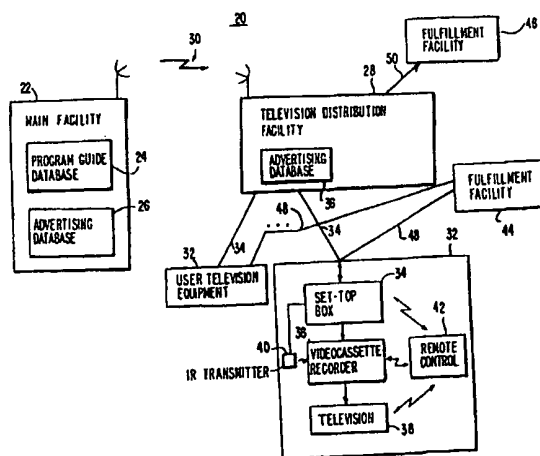 20
30
FULFILLMENT
FACILITY
46
50
28
22
MAIN FACILITY
PROGRAM GUIDE
DATABASE
24
ADVERTISING
DATABASE
26
TELEVISION DISTRIBUTION
FACILITY
ADVERTISING
DATABASE
36
FULFILLMENT
FACILITY
44
48
34
34
48
32
USER TELEVISION
EQUIPMENT
32
34
SET-TOP
BOX
42
REMOTE
CONTROL
40
38
IR TRANSMITTER
VIDEOCASSETTE
RECORDER
TELEVISION
38